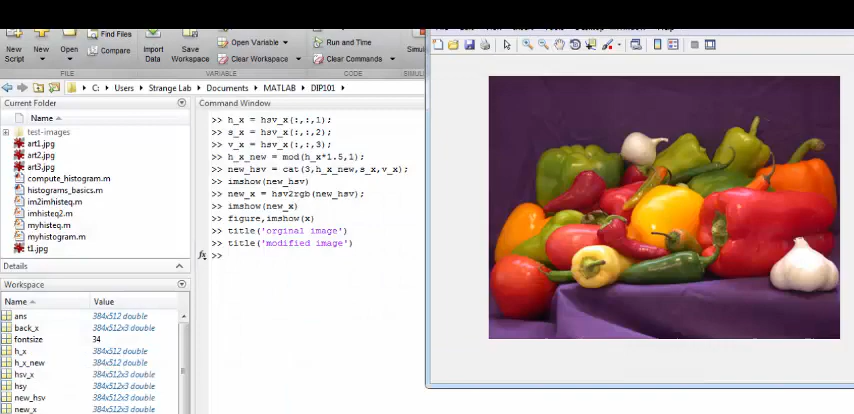 Find Files
New
New
Open
Compare
Import
Save
Open Variable
Run and Time
Script
Data
Workspace
Clear Workspace
Clear Commands
FILE
VARIABLE
CODE
C: Users Strange Lab Documents MATLAB DIP101
Current Folder
Name
test-images
art1.jpg
art2.jpg
art3.jpg
compute_histogram.m
histograms_basics.m
im2imhisteq.m
imhisteq2.m
myhisteq.m
myhistogram.m
t1.jpg
Details
Workspace
Name Value
ans 384x512 double
back_x 384x512x3 double
fontsize 34
h_x 384x512 double
h_x_new 384x512 double
hsv_x 384x512x3 double
hsy 384x512x3 double
new_hsv 384x512x3 double
new_x 384x512x3 double
Command Window
>> h_x = hsv_x(:,:,1);
>> s_x = hsv_x(:,:,2);
>> v_x = hsv_x(:,:,3);
>> h_x_new = mod(h_x*1.5,1);
>> new_hsv = cat(3,h_x_new,s_x,v_x);
>> imshow(new_hsv)
>> new_x = hsv2rgb(new_hsv);
>> imshow(new_x)
>> figure,imshow(x)
>> title('orginal image')
>> title('modified image')
fx >>